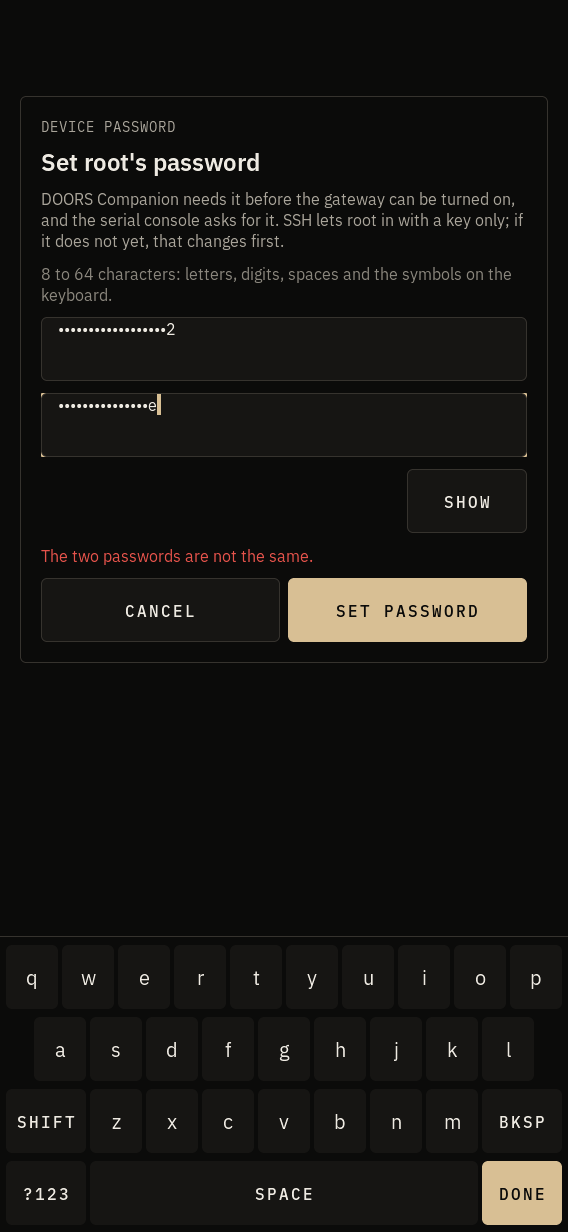 DEVICE PASSWORD
Set root's password
DOORS Companion needs it before the gateway can be turned on,
and the serial console asks for it. SSH lets root in with a key only; if
it does not yet, that changes first.
8 to 64 characters: letters, digits, spaces and the symbols on the
keyboard.
••••••••••••••••••2
•••••••••••••••e
SHOW
The two passwords are not the same.
CANCEL SET PASSWORD
q w e r t y u i o p
a s d f g h j k l
SHIFT z x c v b n m BKSP
?123 SPACE DONE